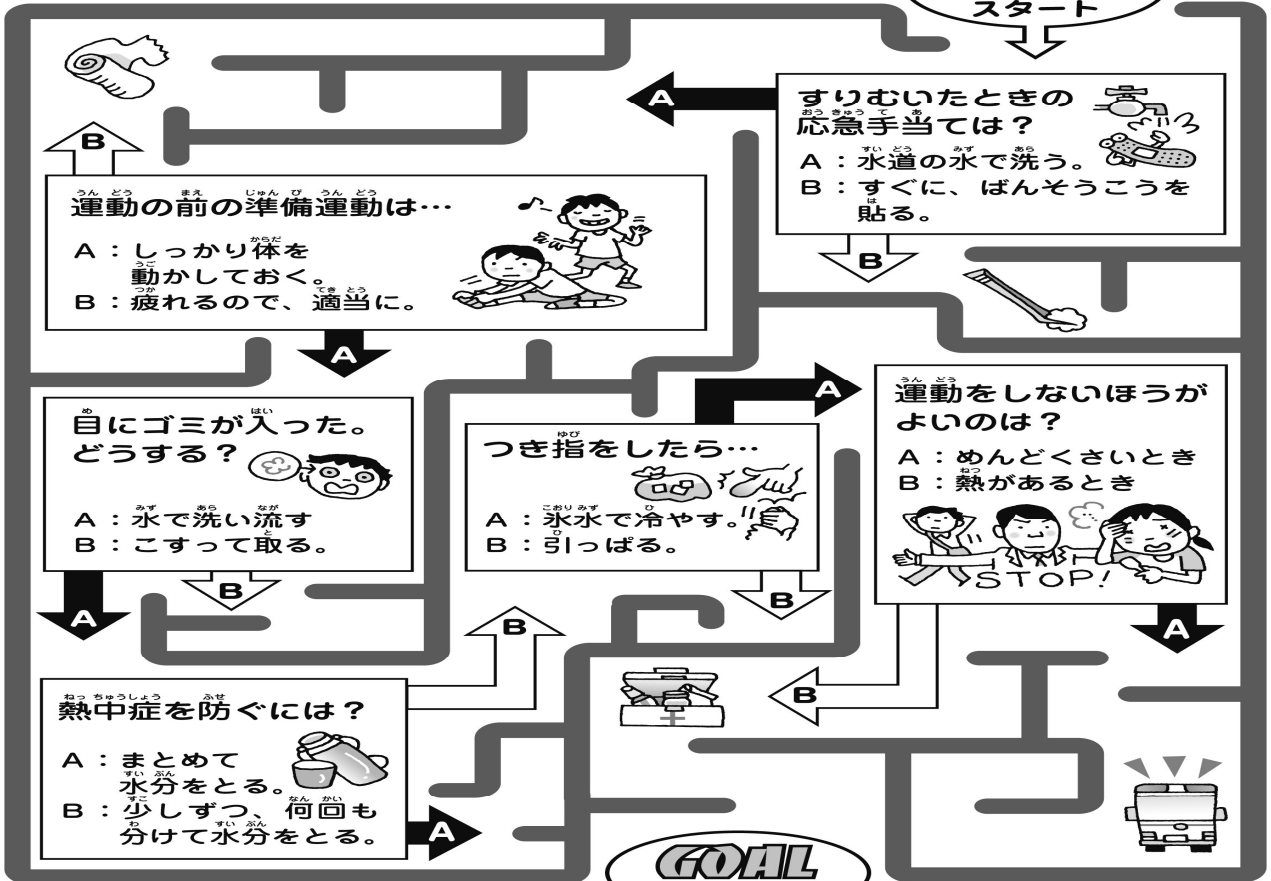 スタート
すりむいたときの
応急手当ては？
A：水道の水で洗う。
B：すぐに、ばんそうこうを
貼る。
A
B
運動の前の準備運動は…
A：しっかり体を
動かしておく。
B：疲れるので、適当に。
B
A
目にゴミが入った。
どうする？
A：水で洗い流す
B：こすって取る。
A
B
つき指をしたら…
A：氷水で冷やす。
B：引っぱる。
A
B
運動をしないほうが
よいのは？
A：めんどくさいとき
B：熱があるとき
STOP!
B
A
熱中症を防ぐには？
A：まとめて
水分をとる。
B：少しずつ、何回も
分けて水分をとる。
B
A
GOAL